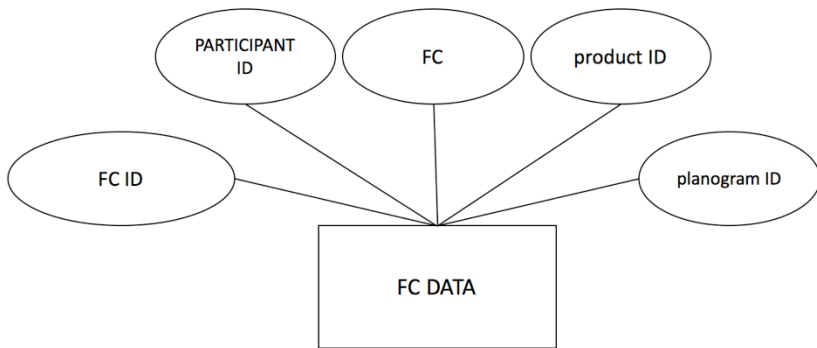 PARTICIPANT
ID
FC
product ID
FC ID
planogram ID
FC DATA